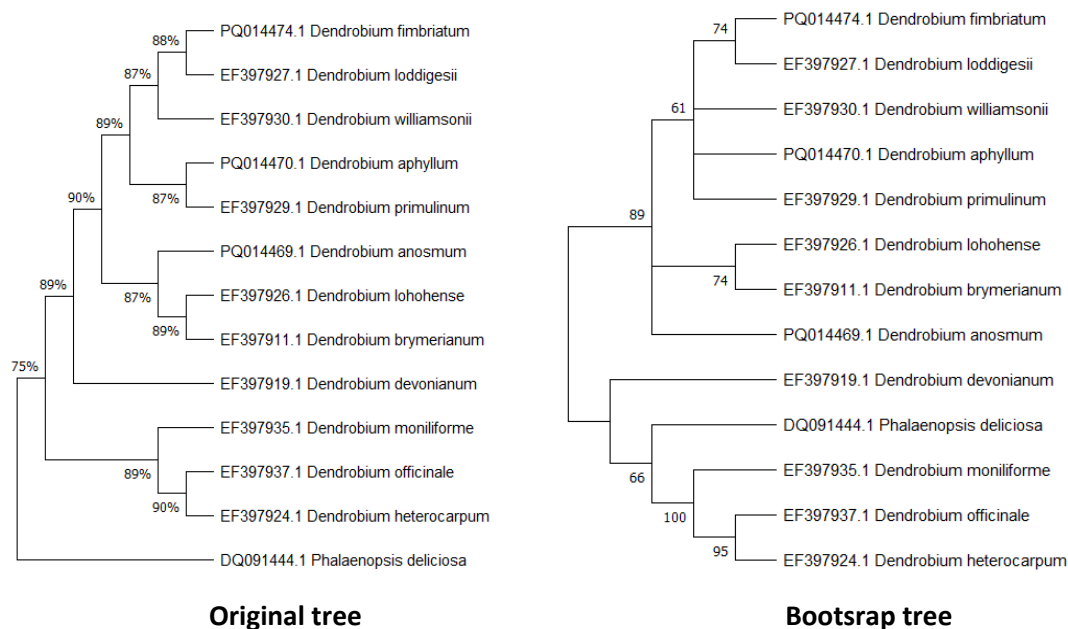 88%
PQ014474.1 Dendrobium fimbriatum
87%
EF397927.1 Dendrobium loddigesii
89%
EF397930.1 Dendrobium williamsonii
PQ014470.1 Dendrobium aphyllum
90%
87%
EF397929.1 Dendrobium primulinum
PQ014469.1 Dendrobium anosmum
89%
87%
EF397926.1 Dendrobium lohohense
89%
EF397911.1 Dendrobium brymerianum
75%
EF397919.1 Dendrobium devonianum
EF397935.1 Dendrobium moniliforme
89%
EF397937.1 Dendrobium officinale
90%
EF397924.1 Dendrobium heterocarpum
DQ091444.1 Phalaenopsis deliciosa
Original tree
74
PQ014474.1 Dendrobium fimbriatum
EF397927.1 Dendrobium loddigesii
61
EF397930.1 Dendrobium williamsonii
PQ014470.1 Dendrobium aphyllum
EF397929.1 Dendrobium primulinum
89
EF397926.1 Dendrobium lohohense
74
EF397911.1 Dendrobium brymerianum
PQ014469.1 Dendrobium anosmum
EF397919.1 Dendrobium devonianum
DQ091444.1 Phalaenopsis deliciosa
66
EF397935.1 Dendrobium moniliforme
100
EF397937.1 Dendrobium officinale
95
EF397924.1 Dendrobium heterocarpum
Bootsrap tree